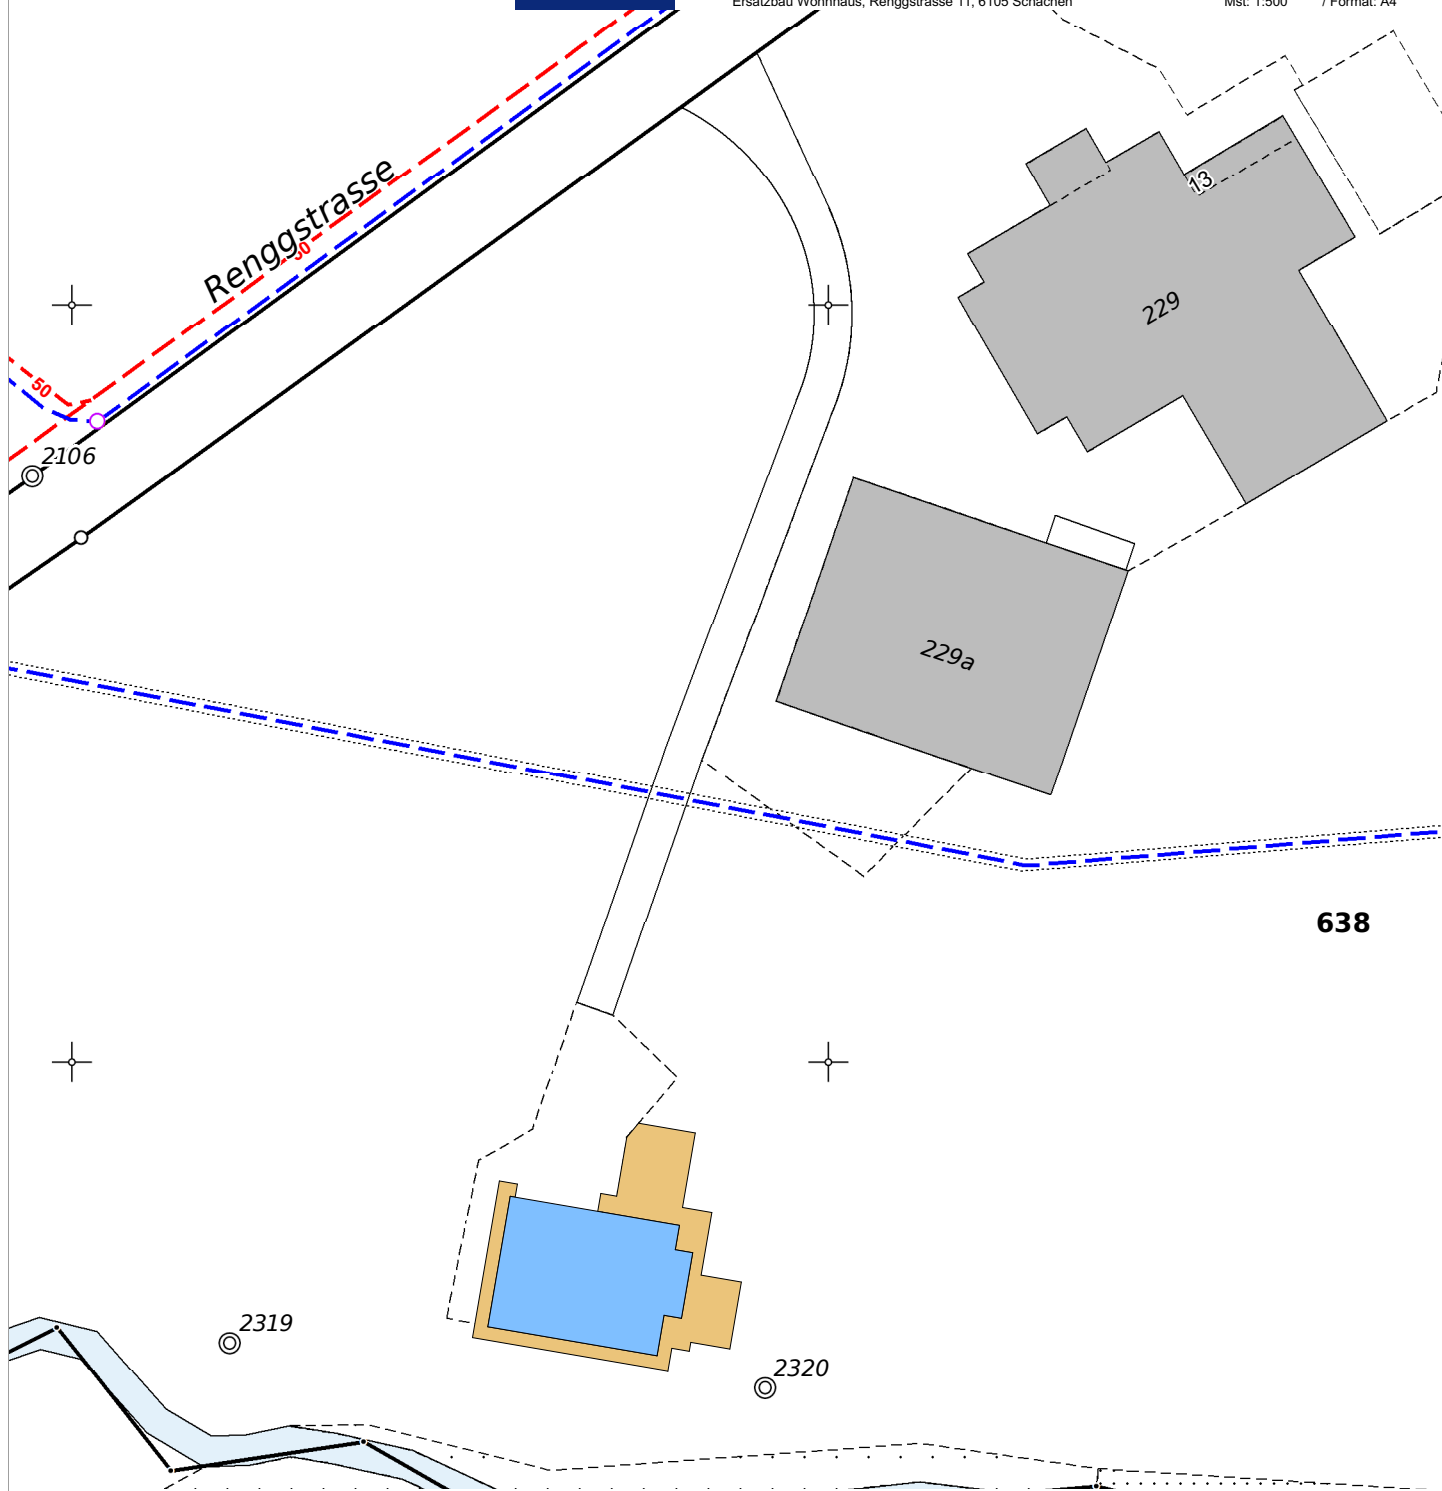 Ersatzbau Wohnhaus, Renggstrasse 11, 6105 Schachen
Mst: 1:500 / Format: A4
13
Renggstrasse
50
229
50
2106
229a
638
2319
2320